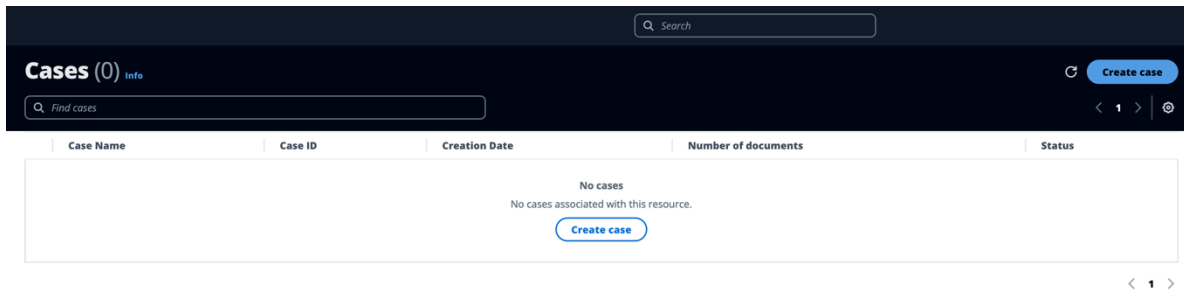 Search
Cases (0) Info
Create case
Find cases
1
Case Name Case ID Creation Date Number of documents Status
No cases
No cases associated with this resource.
Create case
1